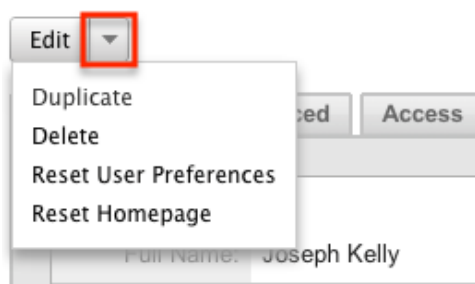 Edit
Duplicate
Delete
Reset User Preferences
Reset Homepage
ced
Access
Full Name:
Joseph Kelly